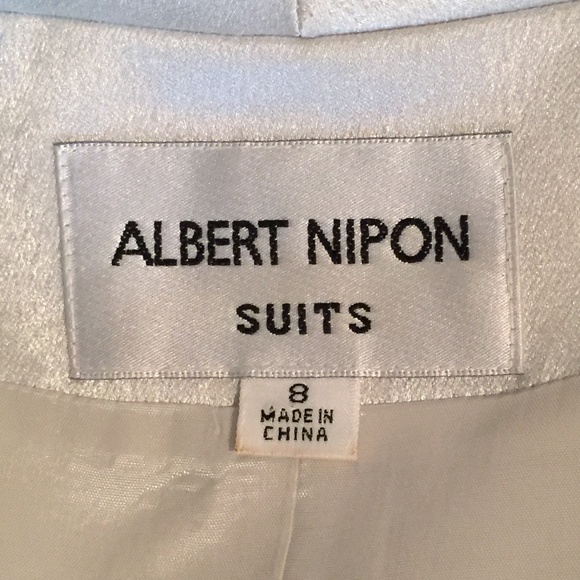 ALBERT NIPON
SUITS
8
MADE IN
CHINA